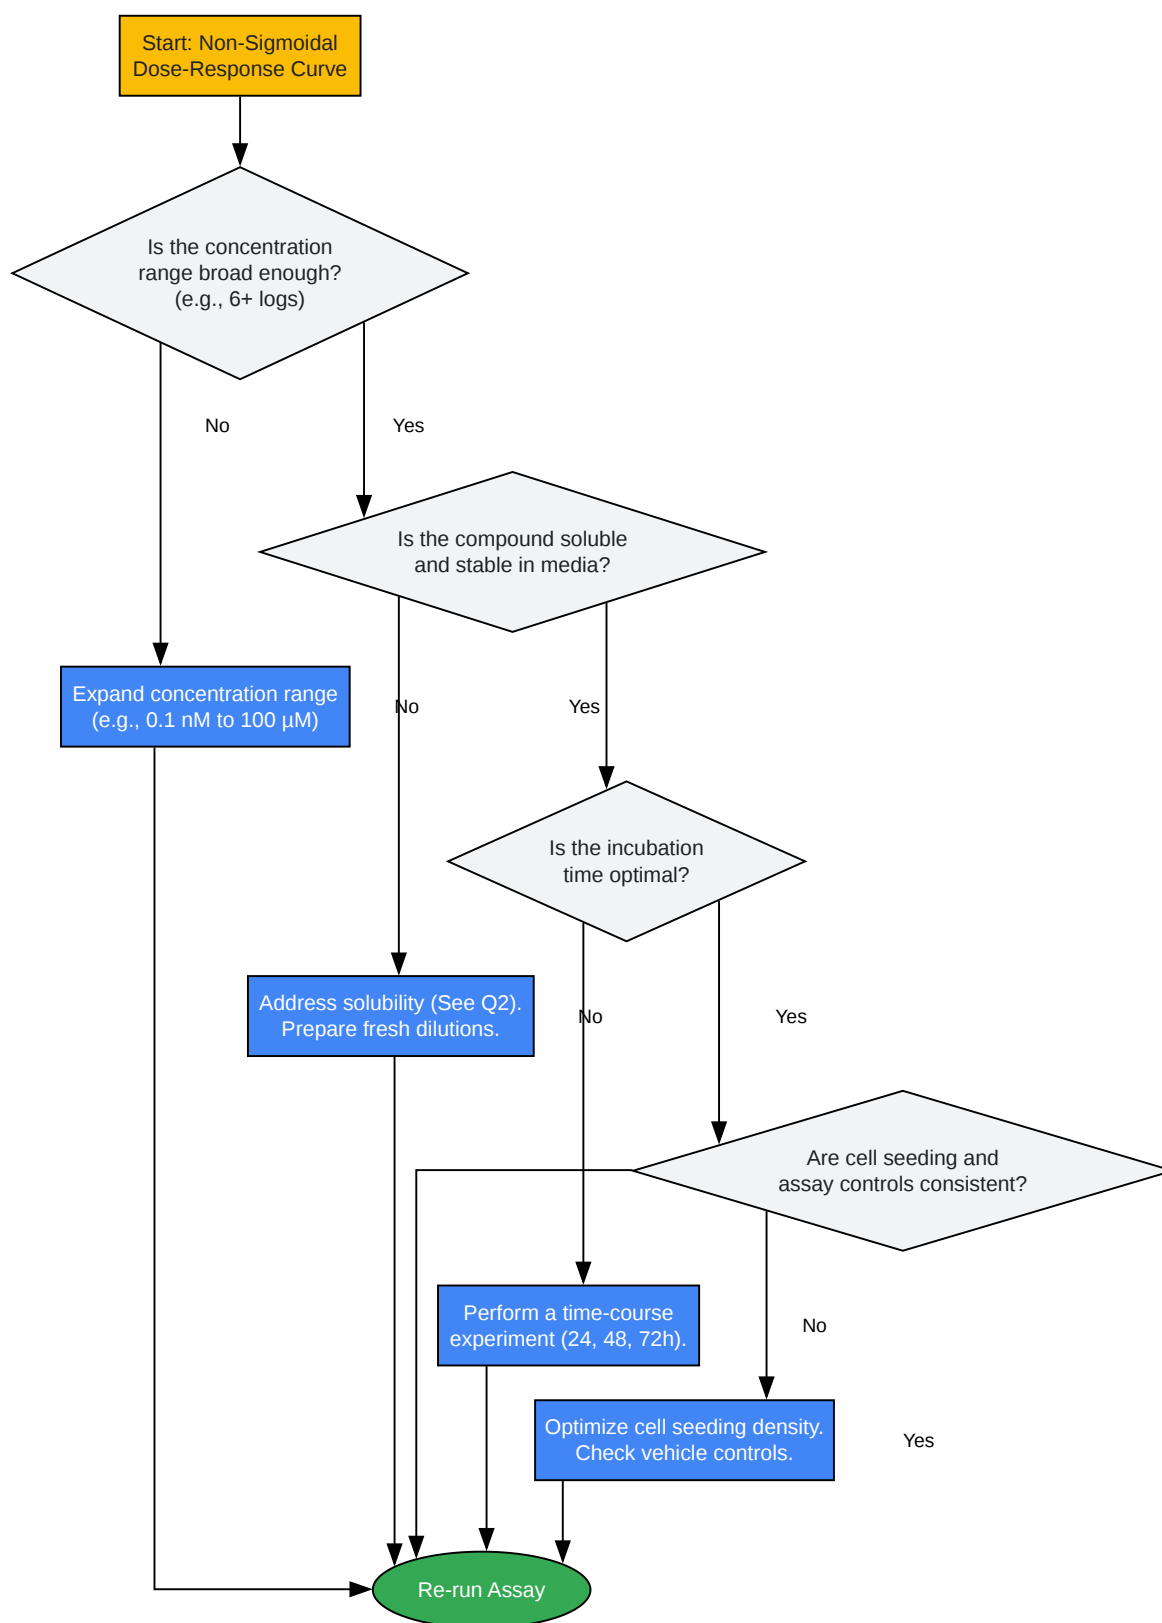 Start: Non-Sigmoidal
Dose-Response Curve
Is the concentration
range broad enough?
(e.g., 6+ logs)
No
Yes
Is the compound soluble
and stable in media?
Expand concentration range
(e.g., 0.1 nM to 100 µM)
No
Yes
Is the incubation
time optimal?
Address solubility (See Q2).
Prepare fresh dilutions.
No
Yes
Are cell seeding and
assay controls consistent?
Perform a time-course
experiment (24, 48, 72h).
No
Optimize cell seeding density.
Check vehicle controls.
Yes
Re-run Assay